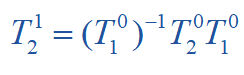 $T_2^1 = (T_1^0)^{-1} T_2^0 T_1^0$